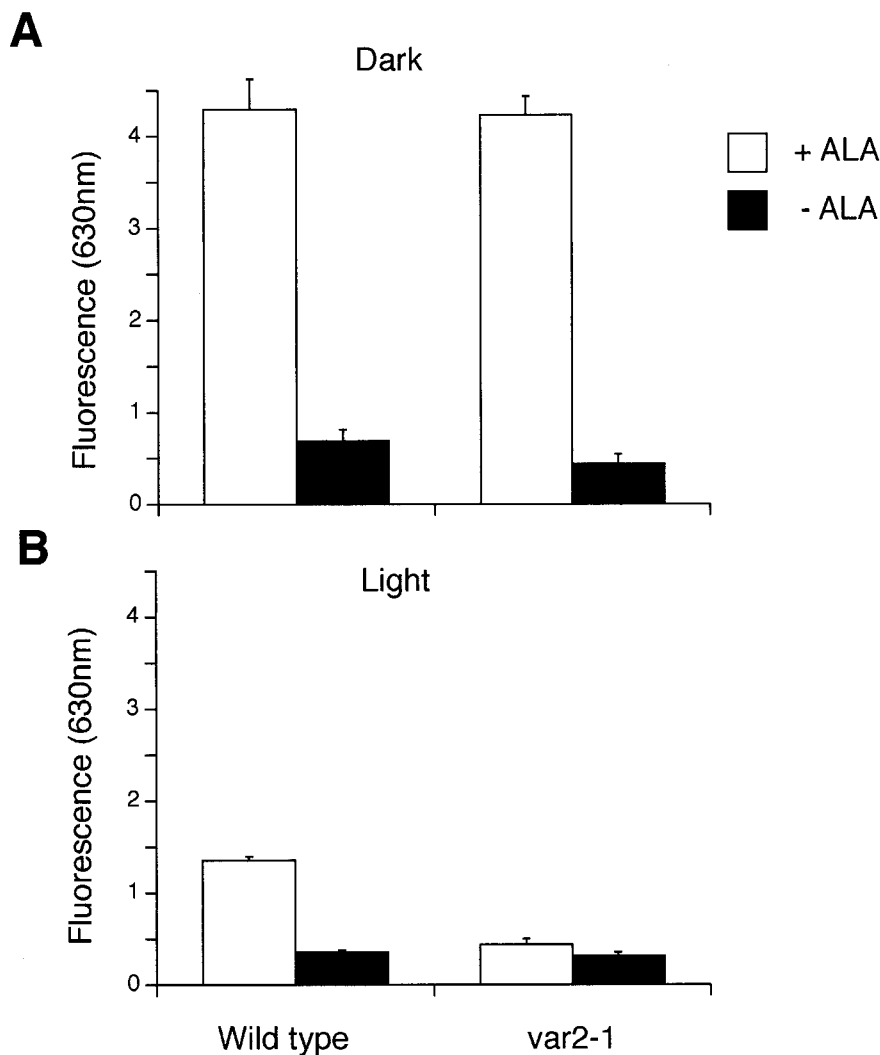 A
Dark
Fluorescence (630nm)
4
3
2
1
0
+ ALA
- ALA
B
Light
Fluorescence (630nm)
4
3
2
1
0
Wild type
var2-1